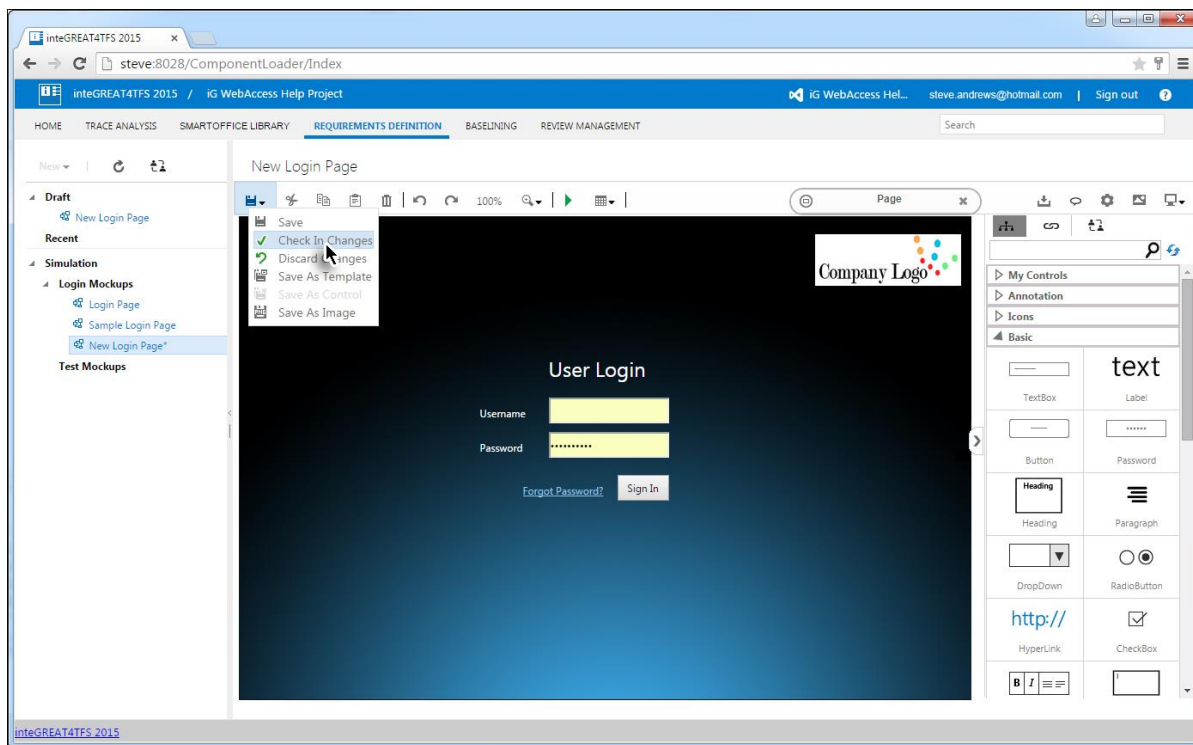 inteGREAT4TFS 2015
steve:8028/ComponentLoader/Index
inteGREAT4TFS 2015 / iG WebAccess Help Project
iG WebAccess Hel... steve.andrews@hotmail.com | Sign out ?
HOME TRACE ANALYSIS SMARTOFFICE LIBRARY REQUIREMENTS DEFINITION BASELINING REVIEW MANAGEMENT Search
New
Draft
New Login Page
Recent
Simulation
Login Mockups
Login Page
Sample Login Page
New Login Page*
Test Mockups
New Login Page
100%
Page
Save
Check In Changes
Discard Changes
Save As Template
Save As Control
Save As Image
Company Logo
User Login
Username
Password
Forgot Password? Sign In
My Controls
Annotation
Icons
Basic
text
TextBox Label
Button Password
Heading
Heading Paragraph
DropDown RadioButton
http://
HyperLink CheckBox
B I
inteGREAT4TFS 2015